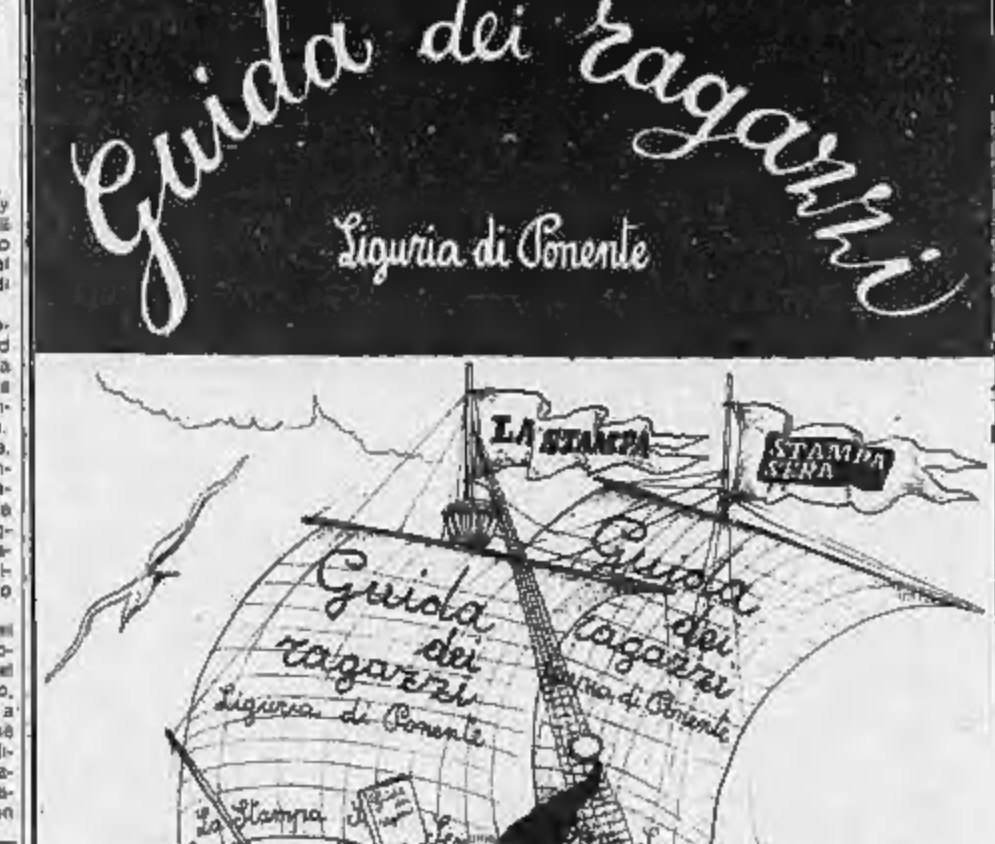 Guida dei ragazzi
Liguria di Ponente
LA STAMPA
STAMPA
SERA
Guida
dei
ragazzi
Liguria di Ponente
Guida
dei
ragazzi
di Ponente
La Stampa